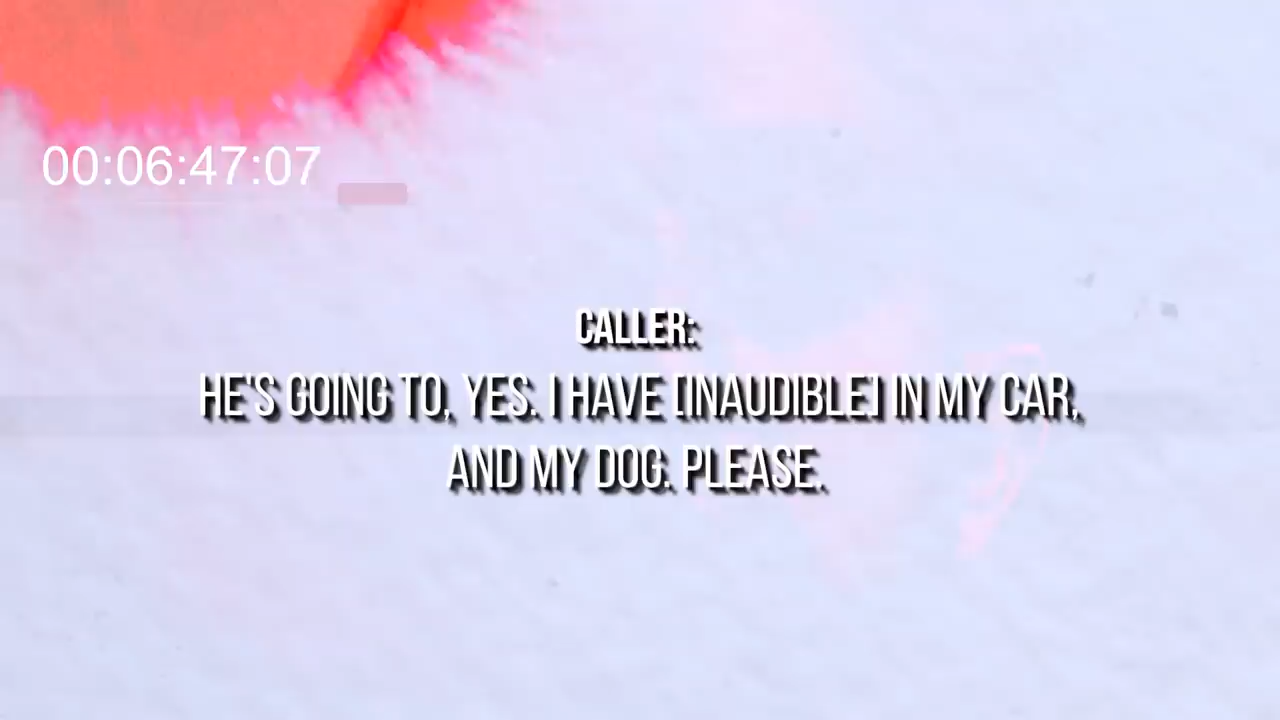 00:06:47:07
CALLER:
HE'S GOING TO, YES. I HAVE [INAUDIBLE] IN MY CAR,
AND MY DOG. PLEASE.